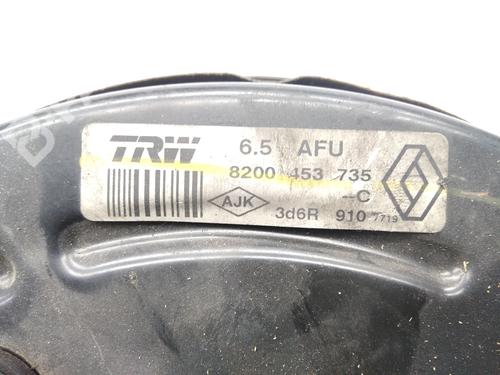 TRW 6.5 AFU
8200 453 735
--C
AJK 3d6R 910 7719